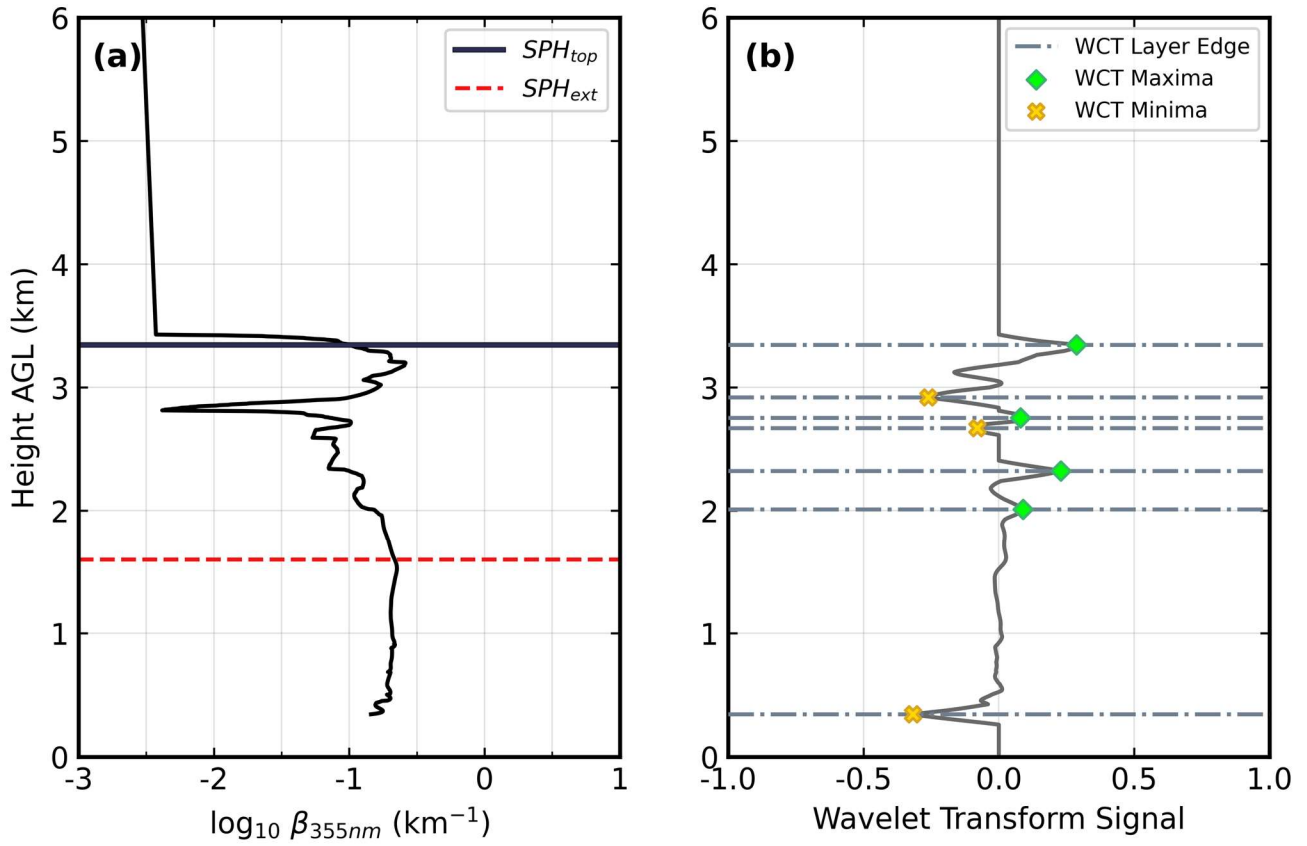 (a)
SPH_top
SPH_ext
6
5
4
3
2
1
0
-3
-2
-1
0
1
Height AGL (km)
log₁₀ β₃₅₅ₙₘ (km⁻¹)
(b)
WCT Layer Edge
WCT Maxima
WCT Minima
6
5
4
3
2
1
0
-1.0
-0.5
0.0
0.5
1.0
Wavelet Transform Signal